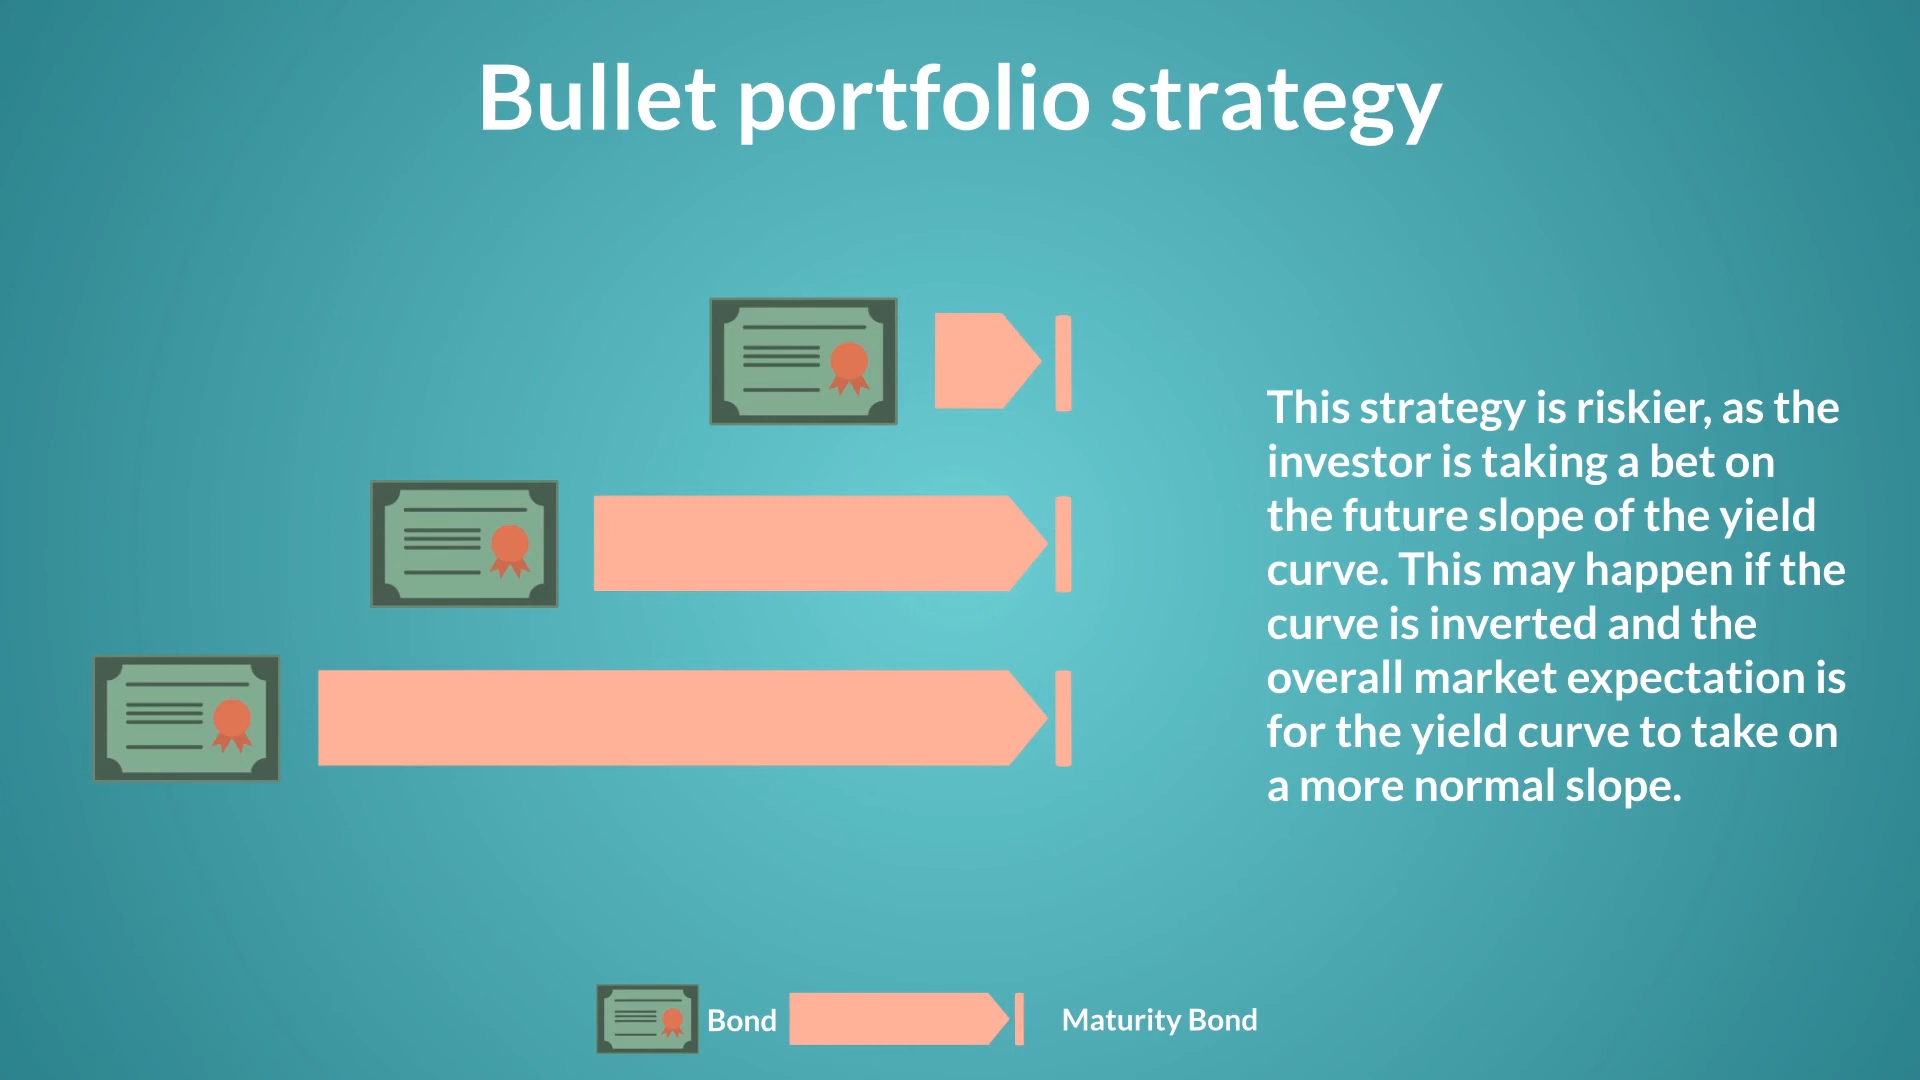 Bullet portfolio strategy
This strategy is riskier, as the
investor is taking a bet on
the future slope of the yield
curve. This may happen if the
curve is inverted and the
overall market expectation is
for the yield curve to take on
a more normal slope.
Bond
Maturity Bond